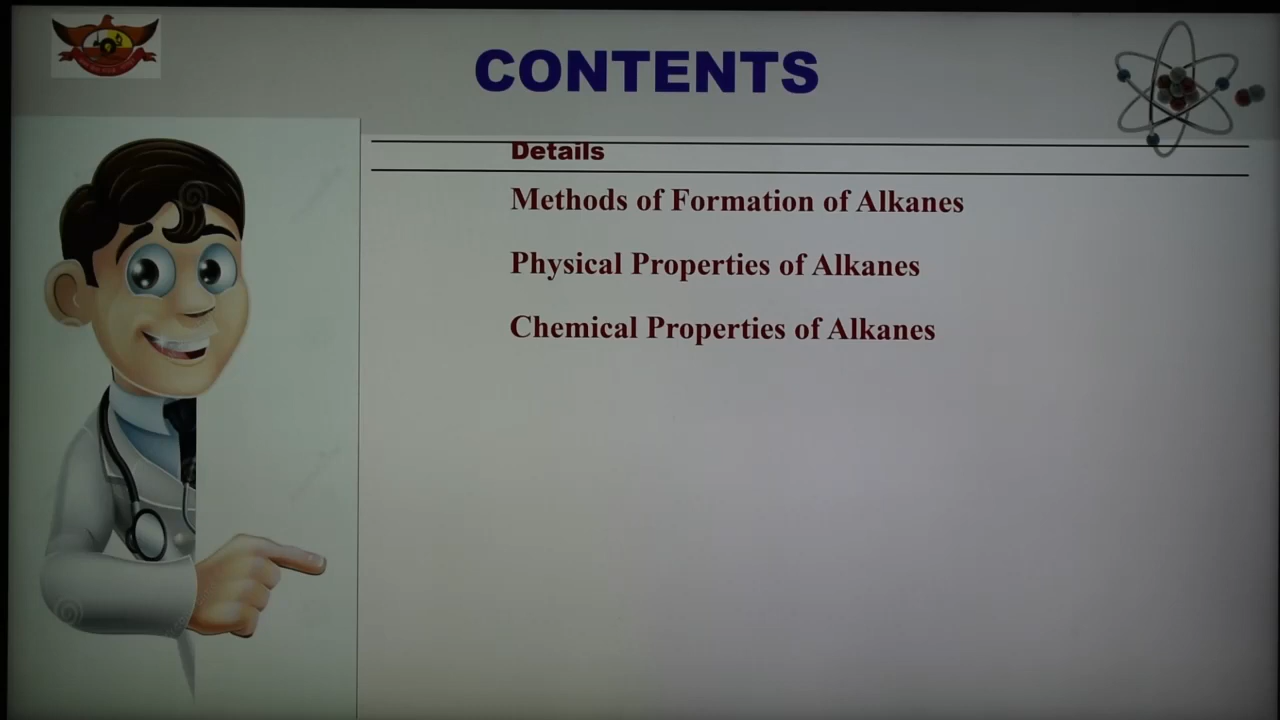 CONTENTS
Details
Methods of Formation of Alkanes
Physical Properties of Alkanes
Chemical Properties of Alkanes